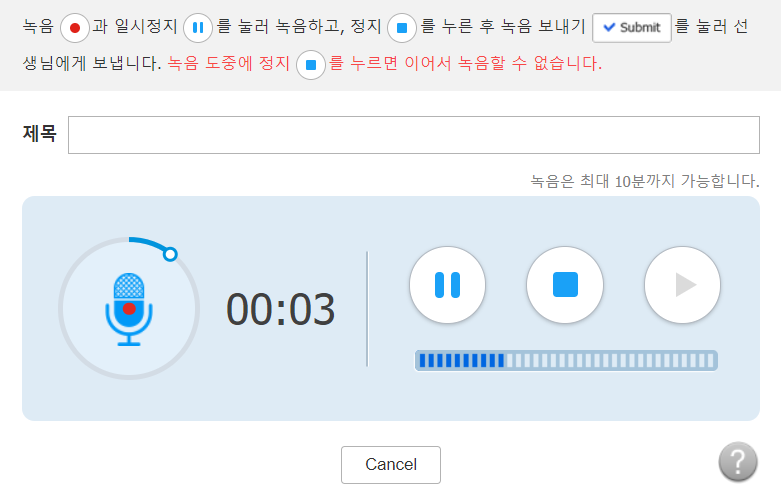 녹음 과 일시정지 를 눌러 녹음하고, 정지 를 누른 후 녹음 보내기 Submit 를 눌러 선
생님에게 보냅니다. 녹음 도중에 정지 를 누르면 이어서 녹음할 수 없습니다.
제목
녹음은 최대 10분까지 가능합니다.
00:03
Cancel
?